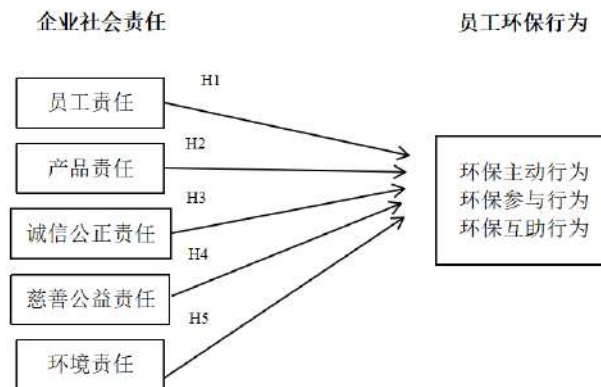 企业社会责任
员工环保行为
H1
员工责任
H2
产品责任
H3
诚信公正责任
H4
慈善公益责任
H5
环境责任
环保主动行为
环保参与行为
环保互助行为